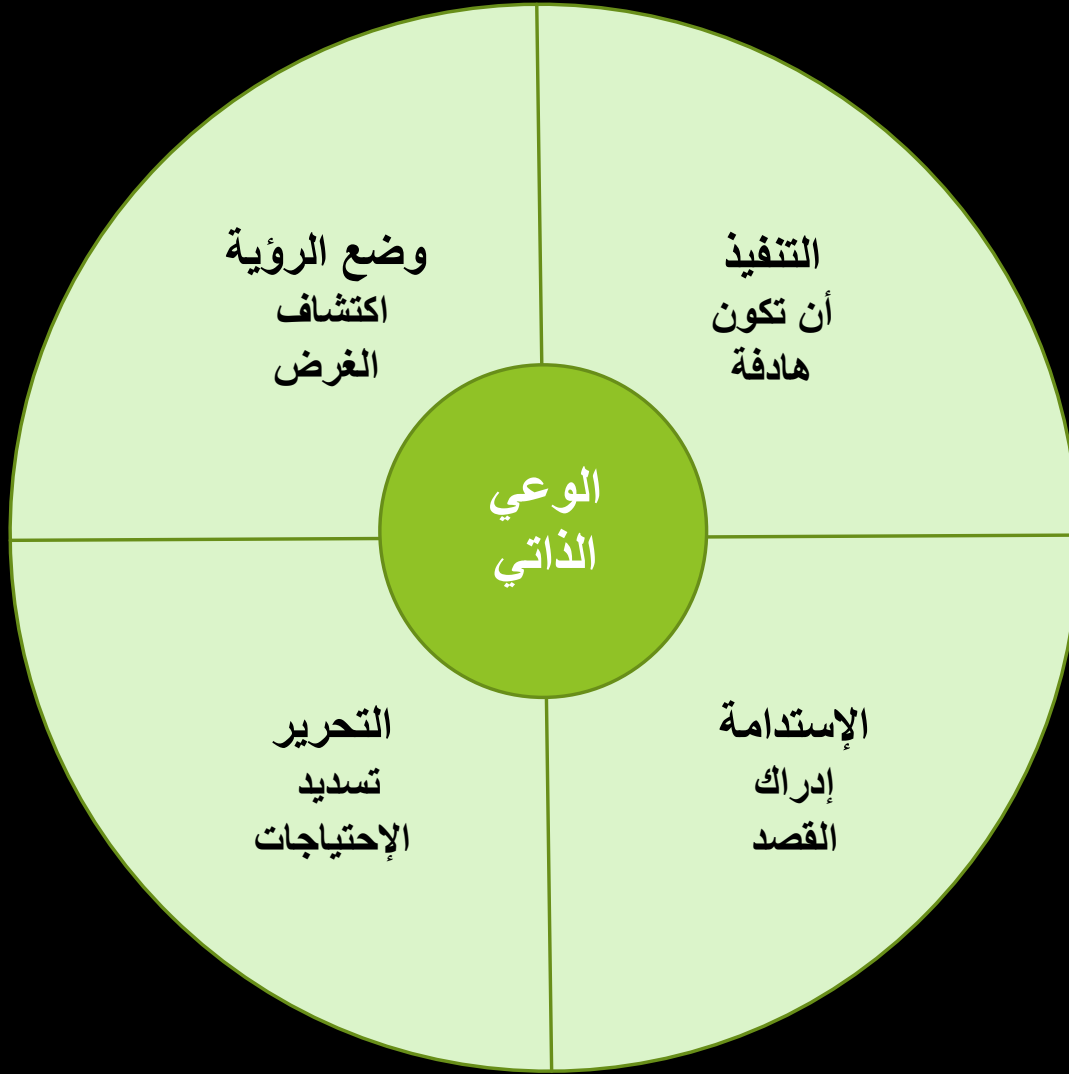 التنفيذ
أن تكون
هادفة
وضع الرؤية
اكتشاف
الغرض
الوعي
الذاتي
الإستدامة
إدراك
القصد
التحرير
تسديد
الإحتياجات